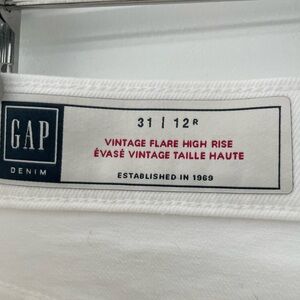 GAP
DENIM
31 | 12R
VINTAGE FLARE HIGH RISE
ÉVASÉ VINTAGE TAILLE HAUTE
ESTABLISHED IN 1969